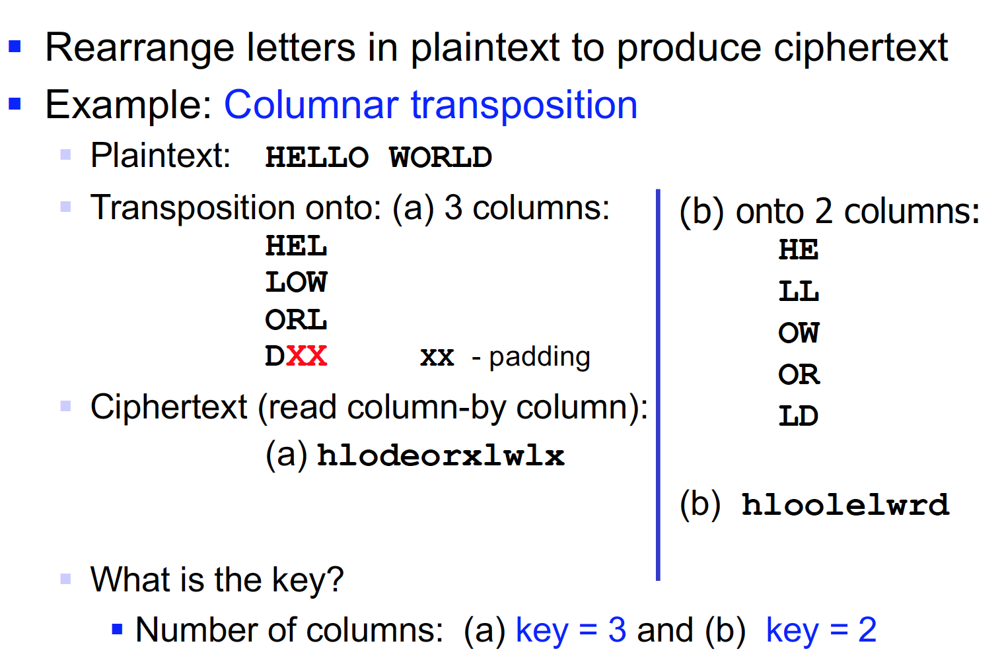 Rearrange letters in plaintext to produce ciphertext
Example: Columnar transposition
Plaintext: HELLO WORLD
Transposition onto: (a) 3 columns:
HEL
LOW
ORL
DXX XX - padding
Ciphertext (read column-by column):
(a) hlodeorxlwlx
(b) onto 2 columns:
HE
LL
OW
OR
LD
(b) hloolelwrd
What is the key?
Number of columns: (a) key = 3 and (b) key = 2